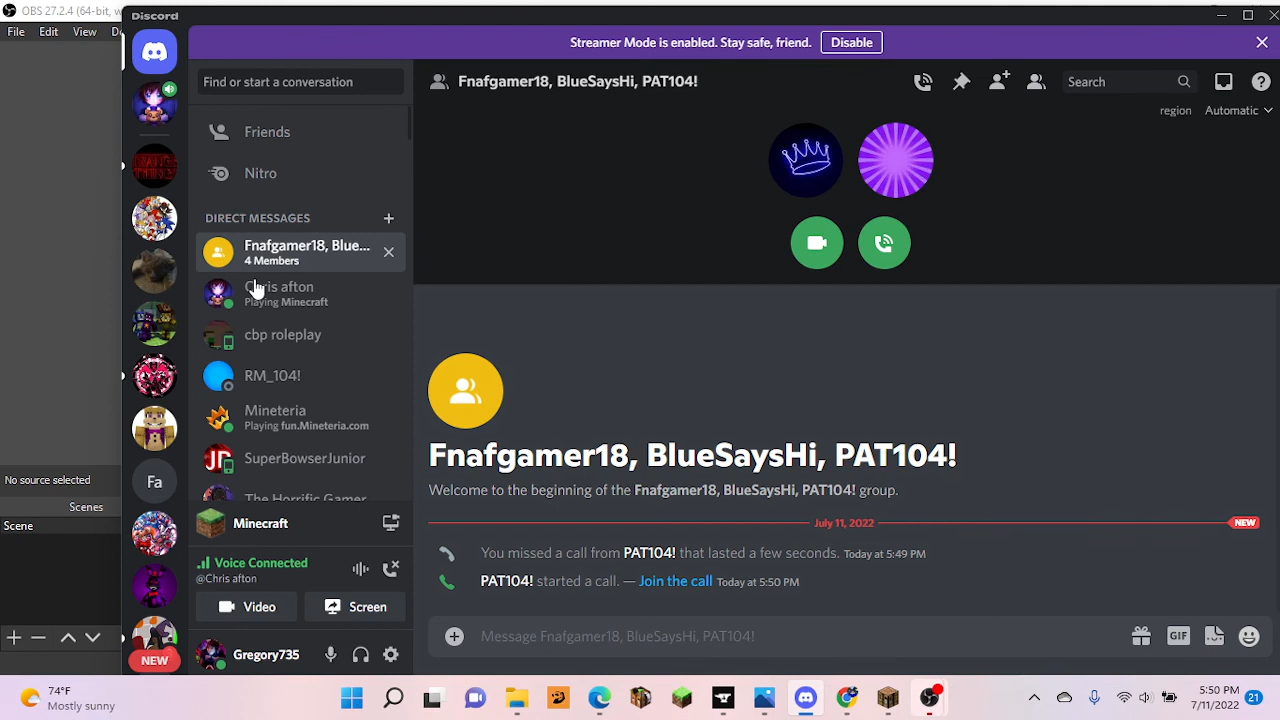 OBS 27.2.4 (64-bit, w
File Edit View D
Discord
Streamer Mode is enabled. Stay safe, friend. Disable
Find or start a conversation
Fnafgamer18, BlueSaysHi, PAT104!
Search
region Automatic
Friends
Nitro
DIRECT MESSAGES
Fnafgamer18, Blue...
4 Members
Chris afton
Playing Minecraft
cbp roleplay
RM_104!
Mineteria
Playing fun.Mineteria.com
SuperBowserJunior
The Horrific Gamer
Fa
Fnafgamer18, BlueSaysHi, PAT104!
Welcome to the beginning of the Fnafgamer18, BlueSaysHi, PAT104! group.
July 11, 2022
NEW
You missed a call from PAT104! that lasted a few seconds. Today at 5:49 PM
PAT104! started a call. — Join the call Today at 5:50 PM
No source selected
Scenes
Scene
Minecraft
Voice Connected
@Chris afton
Video Screen
Message Fnafgamer18, BlueSaysHi, PAT104!
GIF
Gregory735
NEW
74°F
Mostly sunny
5:50 PM
7/11/2022
21